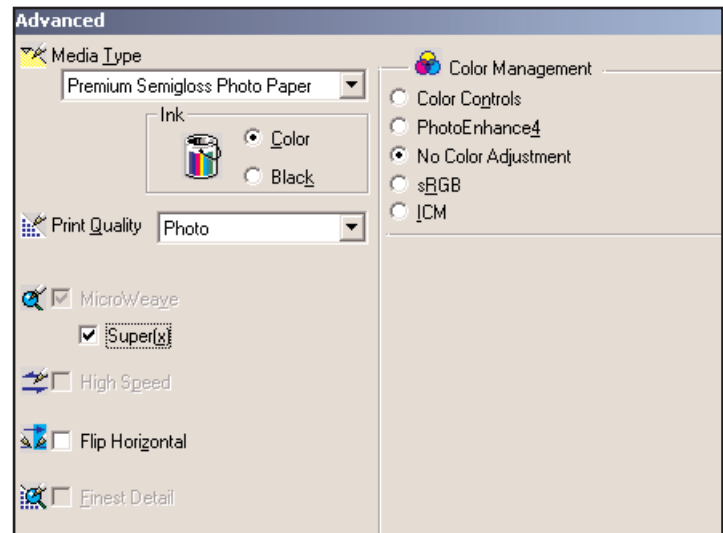 Advanced
Media Type
Premium Semigloss Photo Paper
Ink
Color
Black
Print Quality
Photo
MicroWeave
Super(x)
High Speed
Flip Horizontal
Finest Detail
Color Management
Color Controls
PhotoEnhance4
No Color Adjustment
sRGB
ICM